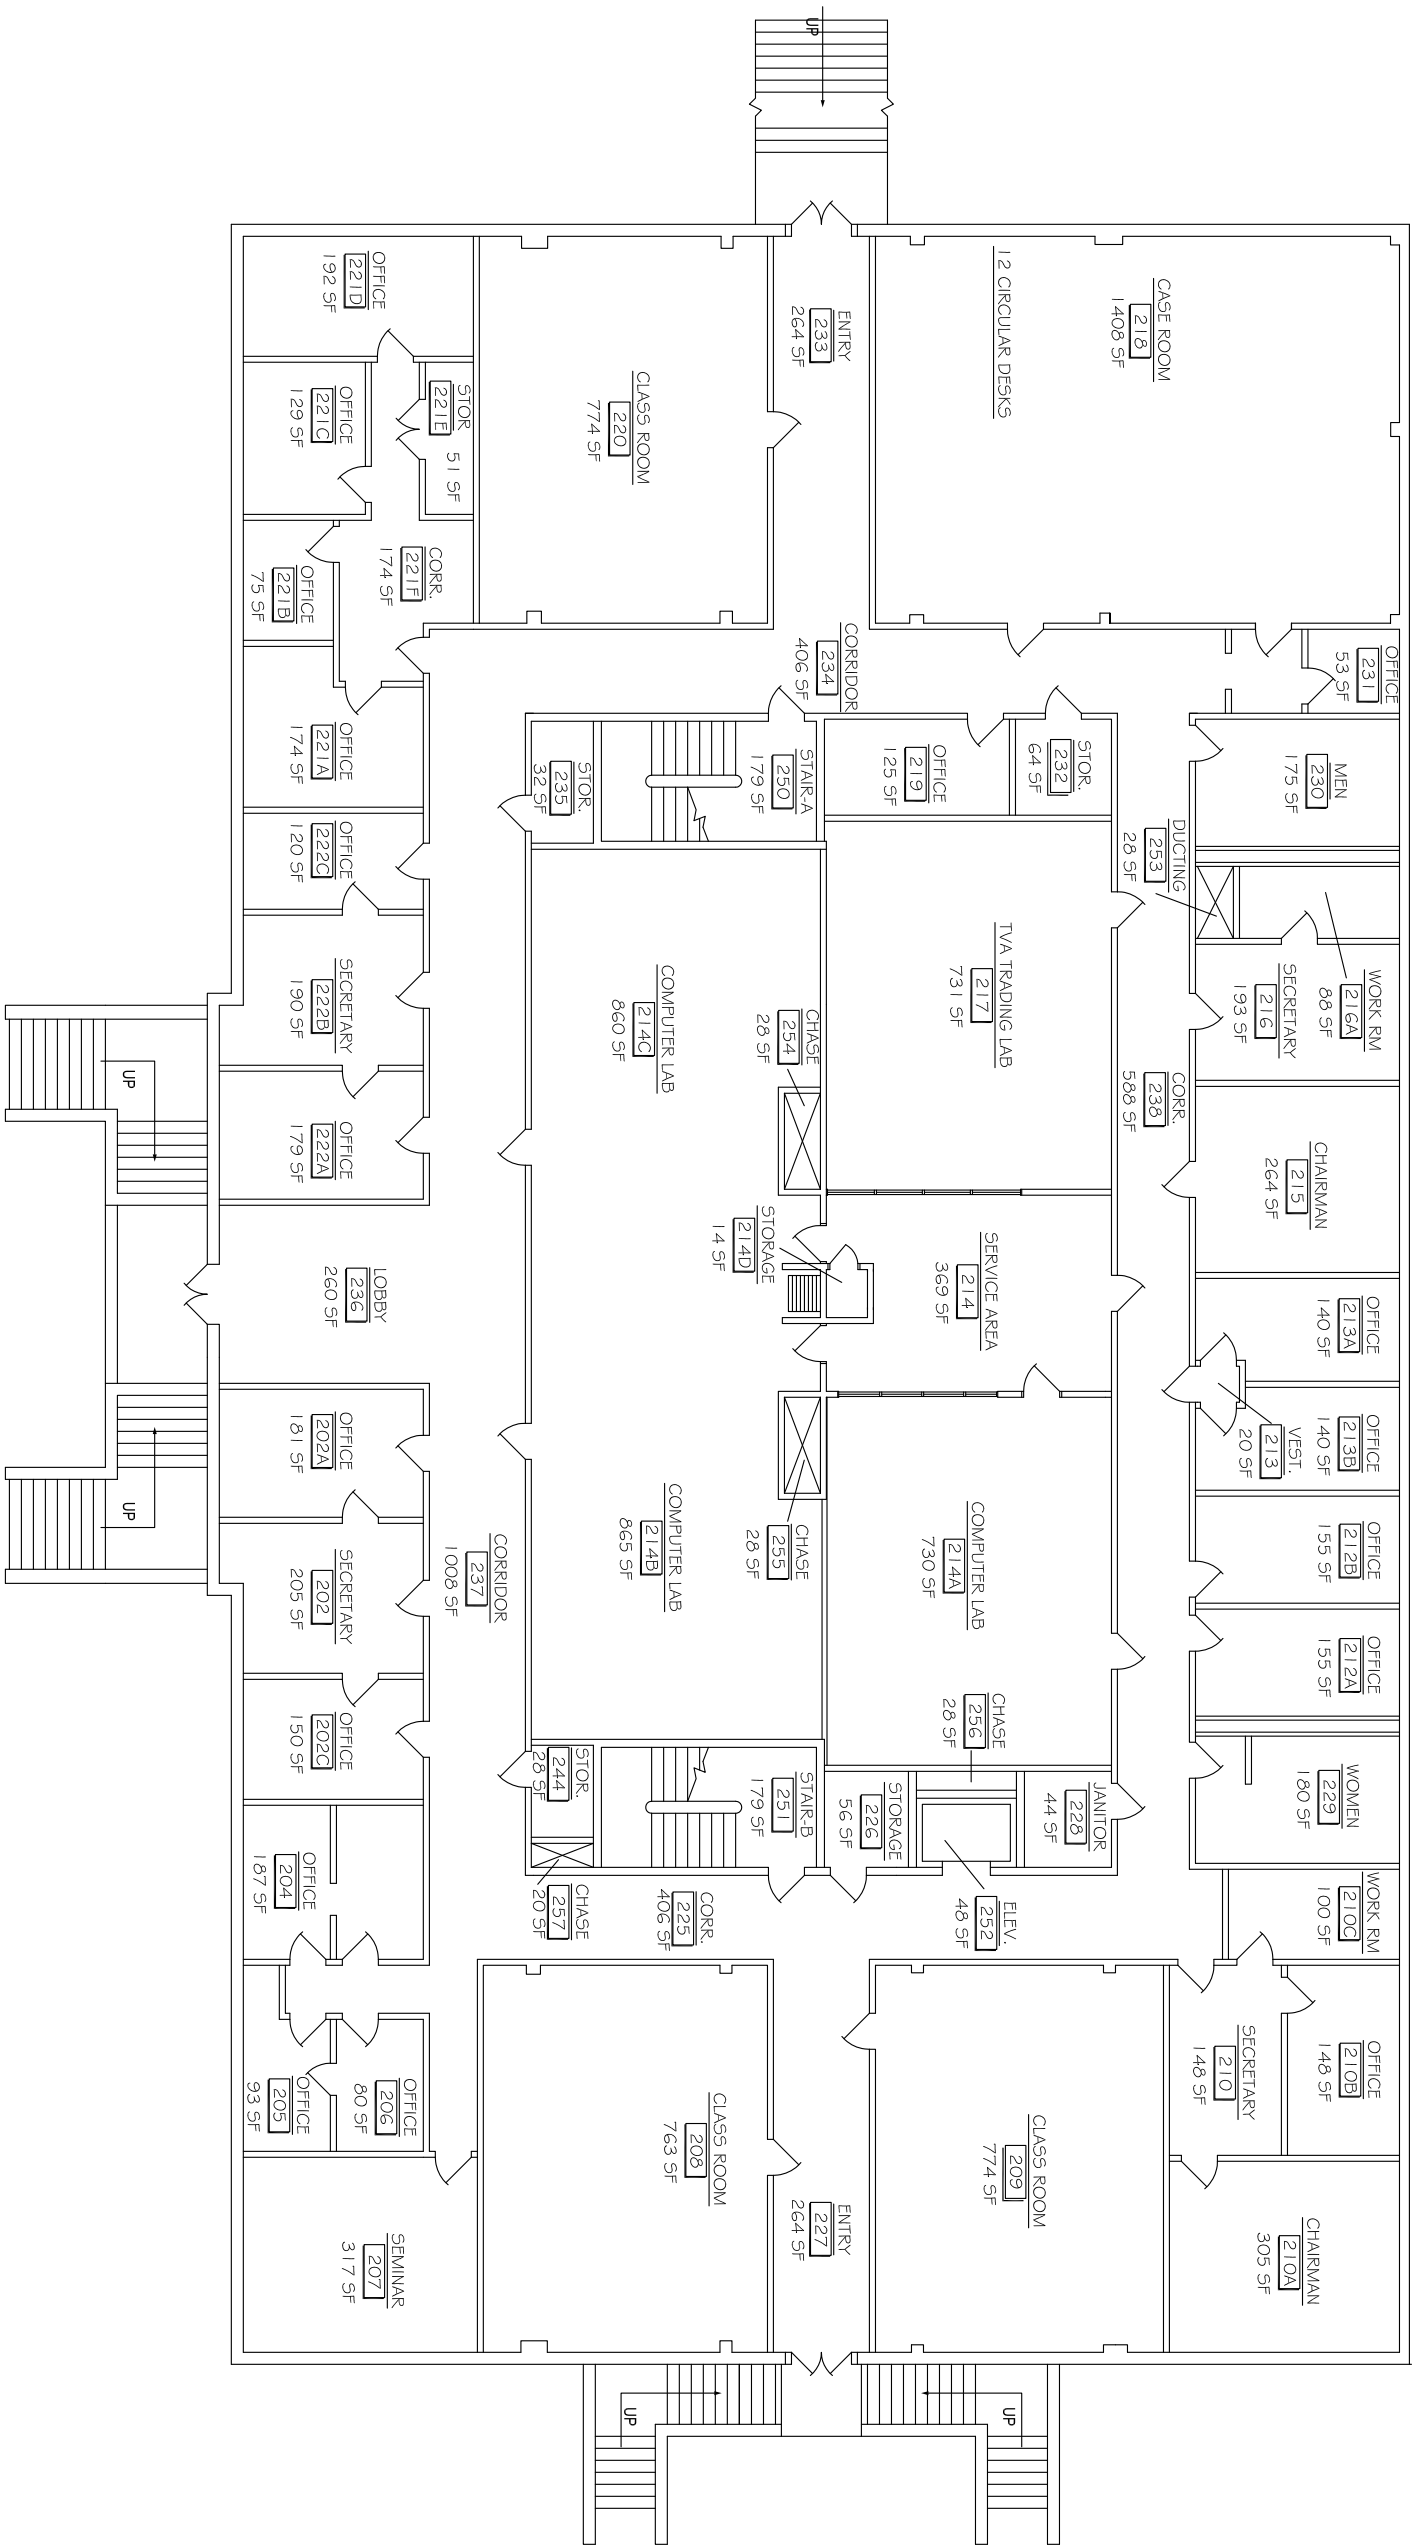 UP
CASE ROOM
218
1408 SF
12 CIRCULAR DESKS
ENTRY
233
264 SF
CLASS ROOM
220
774 SF
OFFICE
221D
192 SF
STOR
221E
51 SF
OFFICE
221C
129 SF
CORR.
221F
174 SF
OFFICE
221B
75 SF
OFFICE
231
53 SF
CORRIDOR
234
406 SF
OFFICE
221A
174 SF
MEN
230
175 SF
STOR.
232
64 SF
OFFICE
219
125 SF
STAIR-A
250
179 SF
STOR.
235
32 SF
DUCTING
253
28 SF
OFFICE
222C
120 SF
WORK RM
216A
88 SF
SECRETARY
216
193 SF
TVA TRADING LAB
217
731 SF
COMPUTER LAB
214C
860 SF
CHASE
254
28 SF
SECRETARY
222B
190 SF
CORR.
238
588 SF
CHAIRMAN
215
264 SF
OFFICE
222A
179 SF
UP
STORAGE
214D
14 SF
SERVICE AREA
214
369 SF
LOBBY
236
260 SF
OFFICE
213A
140 SF
OFFICE
213B
140 SF
VEST.
213
20 SF
OFFICE
202A
181 SF
UP
OFFICE
212B
155 SF
COMPUTER LAB
214A
730 SF
CHASE
255
28 SF
COMPUTER LAB
214B
865 SF
CORRIDOR
237
1008 SF
SECRETARY
202
205 SF
OFFICE
212A
155 SF
CHASE
256
28 SF
OFFICE
202C
150 SF
WOMEN
229
180 SF
JANITOR
228
44 SF
STORAGE
226
56 SF
STAIR-B
251
179 SF
STOR.
244
28 SF
OFFICE
204
187 SF
WORK RM
210C
100 SF
ELEV.
252
48 SF
CORR.
225
406 SF
CHASE
257
20 SF
OFFICE
210B
148 SF
SECRETARY
210
148 SF
OFFICE
206
80 SF
OFFICE
205
93 SF
CLASS ROOM
209
774 SF
CLASS ROOM
208
763 SF
ENTRY
227
264 SF
CHAIRMAN
210A
305 SF
SEMINAR
207
317 SF
UP
UP